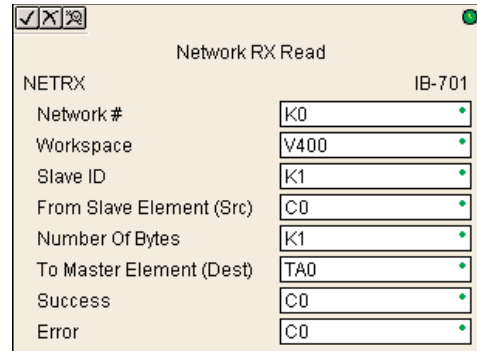 Network RX Read
NETRX IB-701
Network # K0
Workspace V400
Slave ID K1
From Slave Element (Src) C0
Number Of Bytes K1
To Master Element (Dest) TA0
Success C0
Error C0